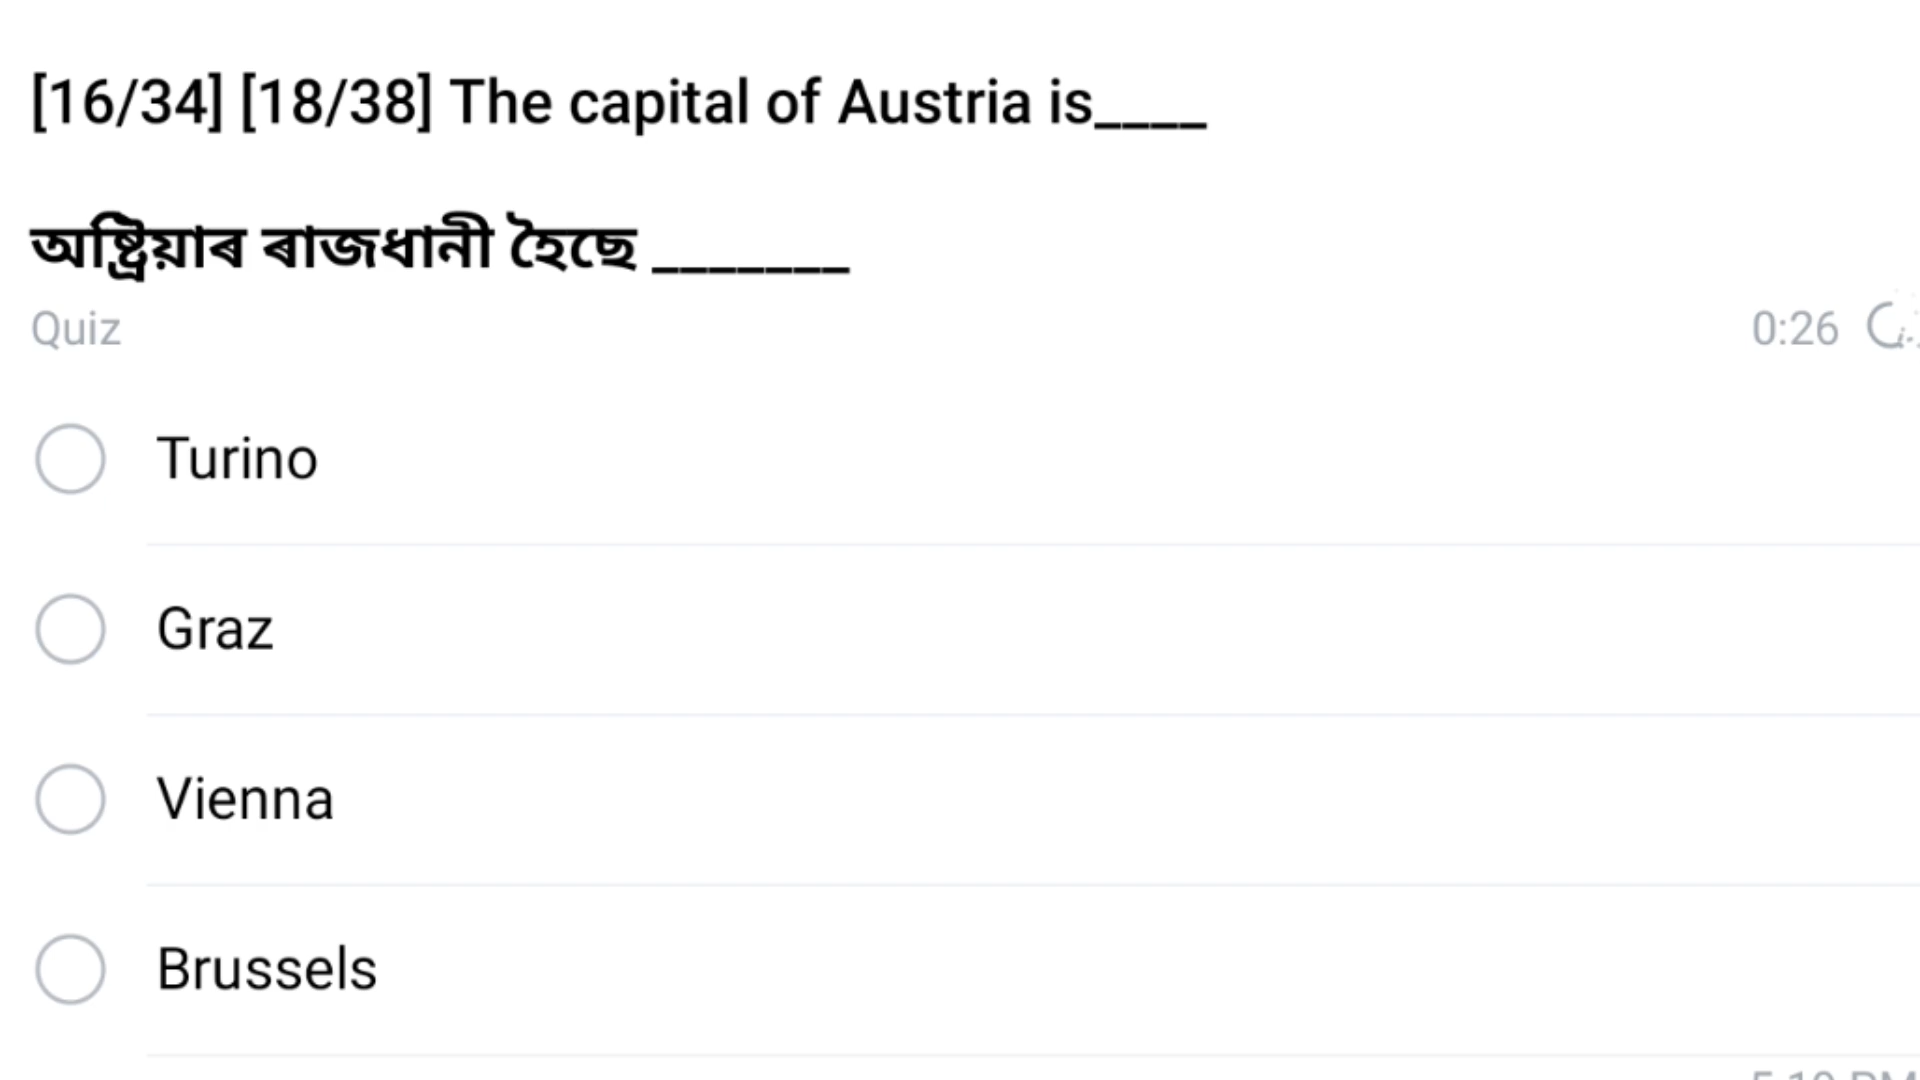 [16/34] [18/38] The capital of Austria is____
অষ্ট্ৰিয়াৰ ৰাজধানী হৈছে _______
Quiz
0:26
Turino
Graz
Vienna
Brussels